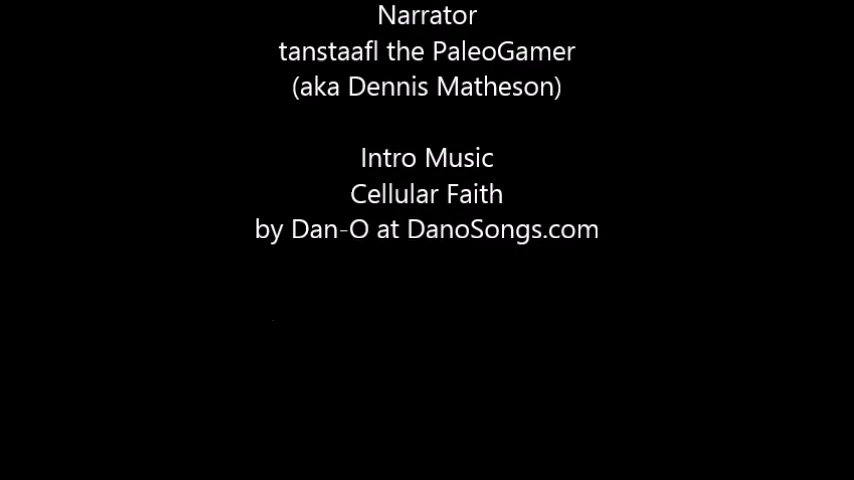 Narrator
tanstaafl the PaleoGamer
(aka Dennis Matheson)
Intro Music
Cellular Faith
by Dan-O at DanoSongs.com